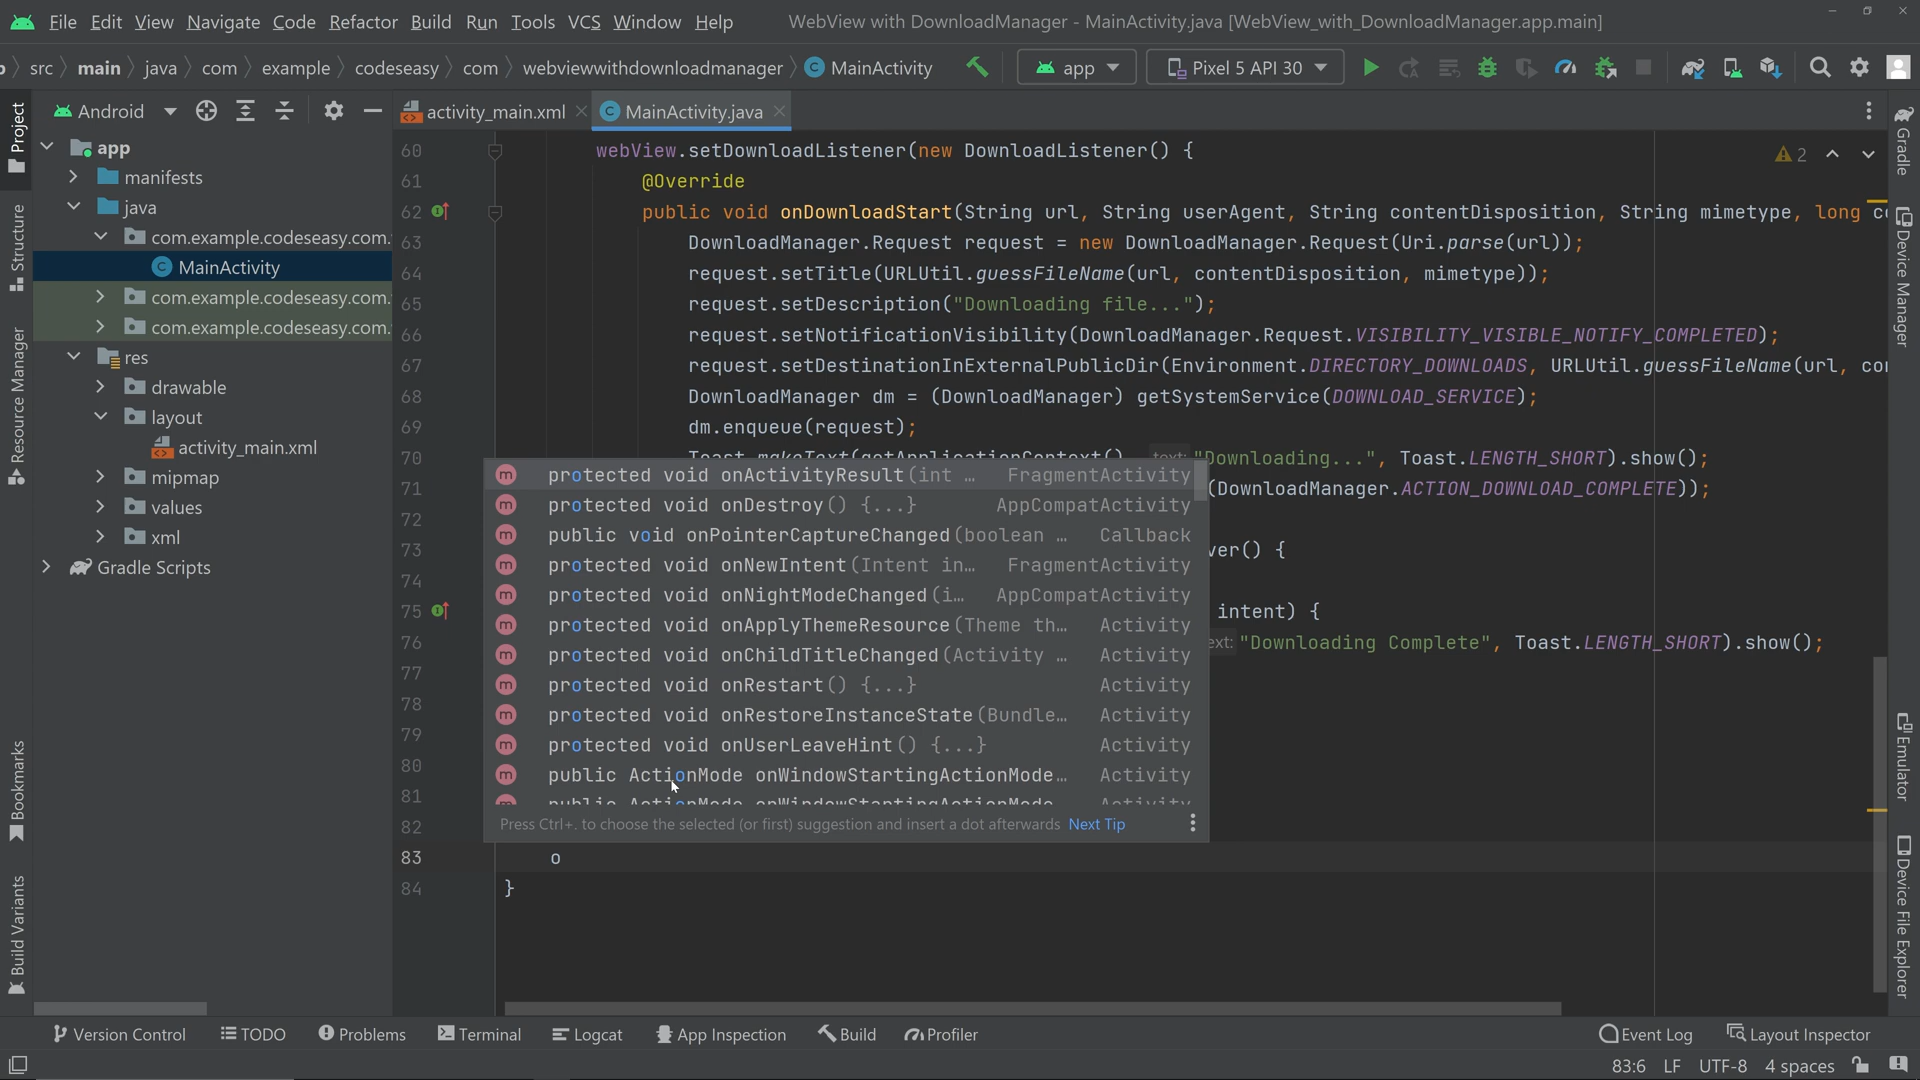 File Edit View Navigate Code Refactor Build Run Tools VCS Window Help WebView with DownloadManager - MainActivity.java [WebView_with_DownloadManager.app.main]
src main java com example codeseasy com webviewwithdownloadmanager MainActivity app Pixel 5 API 30
Android activity_main.xml MainActivity.java
Project
Structure
Resource Manager
Bookmarks
Build Variants
app
manifests
java
com.example.codeseasy.com.
MainActivity
com.example.codeseasy.com.
com.example.codeseasy.com.
res
drawable
layout
activity_main.xml
mipmap
values
xml
Gradle Scripts
60 webView.setDownloadListener(new DownloadListener() { 2
61 @Override
62 public void onDownloadStart(String url, String userAgent, String contentDisposition, String mimetype, long co
63 DownloadManager.Request request = new DownloadManager.Request(Uri.parse(url));
64 request.setTitle(URLUtil.guessFileName(url, contentDisposition, mimetype));
65 request.setDescription("Downloading file...");
66 request.setNotificationVisibility(DownloadManager.Request.VISIBILITY_VISIBLE_NOTIFY_COMPLETED);
67 request.setDestinationInExternalPublicDir(Environment.DIRECTORY_DOWNLOADS, URLUtil.guessFileName(url, con
68 DownloadManager dm = (DownloadManager) getSystemService(DOWNLOAD_SERVICE);
69 dm.enqueue(request);
70 Toast.makeText(getApplicationContext() text: "Downloading...", Toast.LENGTH_SHORT).show();
71 (DownloadManager.ACTION_DOWNLOAD_COMPLETE));
72
73 ver() {
74
75 intent) {
76 ext: "Downloading Complete", Toast.LENGTH_SHORT).show();
77
78
79
80
81
82
83 o
84 }
protected void onActivityResult(int … FragmentActivity
protected void onDestroy() {...} AppCompatActivity
public void onPointerCaptureChanged(boolean … Callback
protected void onNewIntent(Intent in… FragmentActivity
protected void onNightModeChanged(i… AppCompatActivity
protected void onApplyThemeResource(Theme th… Activity
protected void onChildTitleChanged(Activity … Activity
protected void onRestart() {...} Activity
protected void onRestoreInstanceState(Bundle… Activity
protected void onUserLeaveHint() {...} Activity
public ActionMode onWindowStartingActionMode… Activity
public ActionMode onWindowStartingActionMode Activity
Press Ctrl+. to choose the selected (or first) suggestion and insert a dot afterwards Next Tip
Gradle
Device Manager
Emulator
Device File Explorer
Version Control TODO Problems Terminal Logcat App Inspection Build Profiler Event Log Layout Inspector
83:6 LF UTF-8 4 spaces